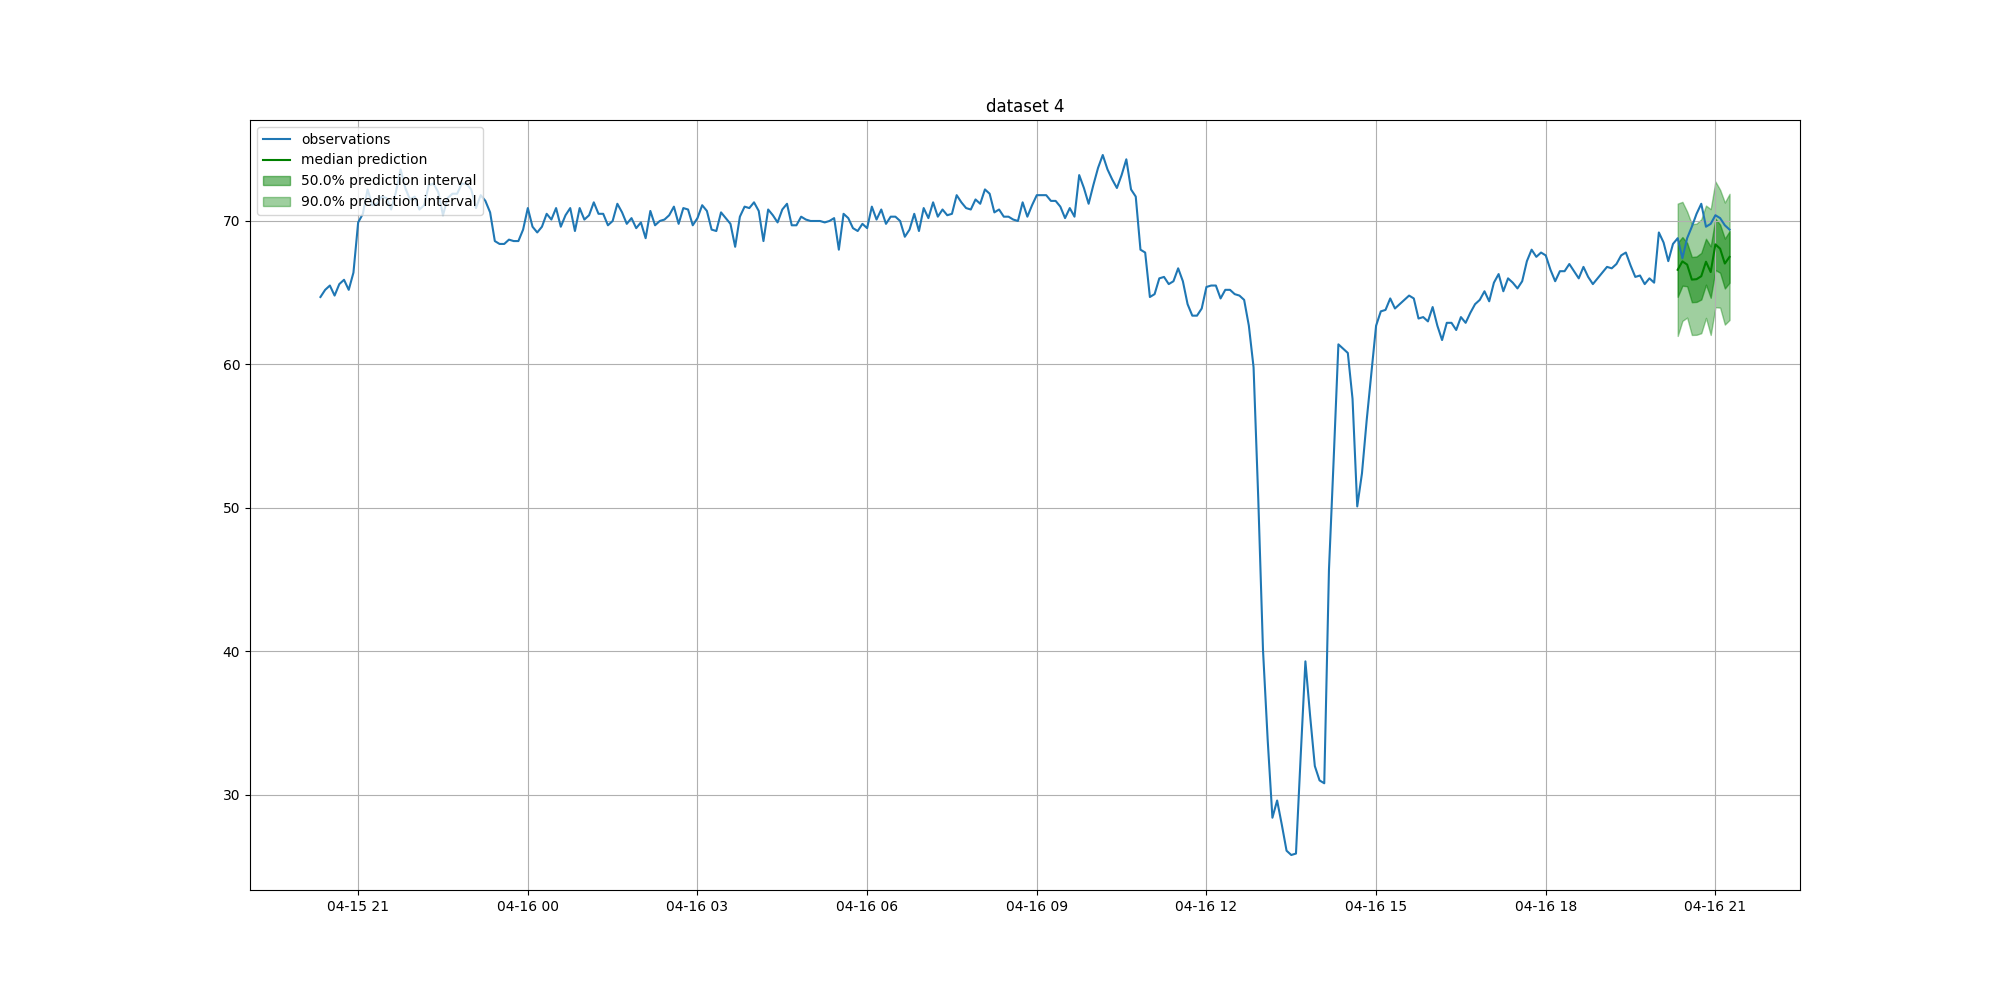 dataset 4
observations
median prediction
50.0% prediction interval
90.0% prediction interval
70
60
50
40
30
04-15 21
04-16 00
04-16 03
04-16 06
04-16 09
04-16 12
04-16 15
04-16 18
04-16 21